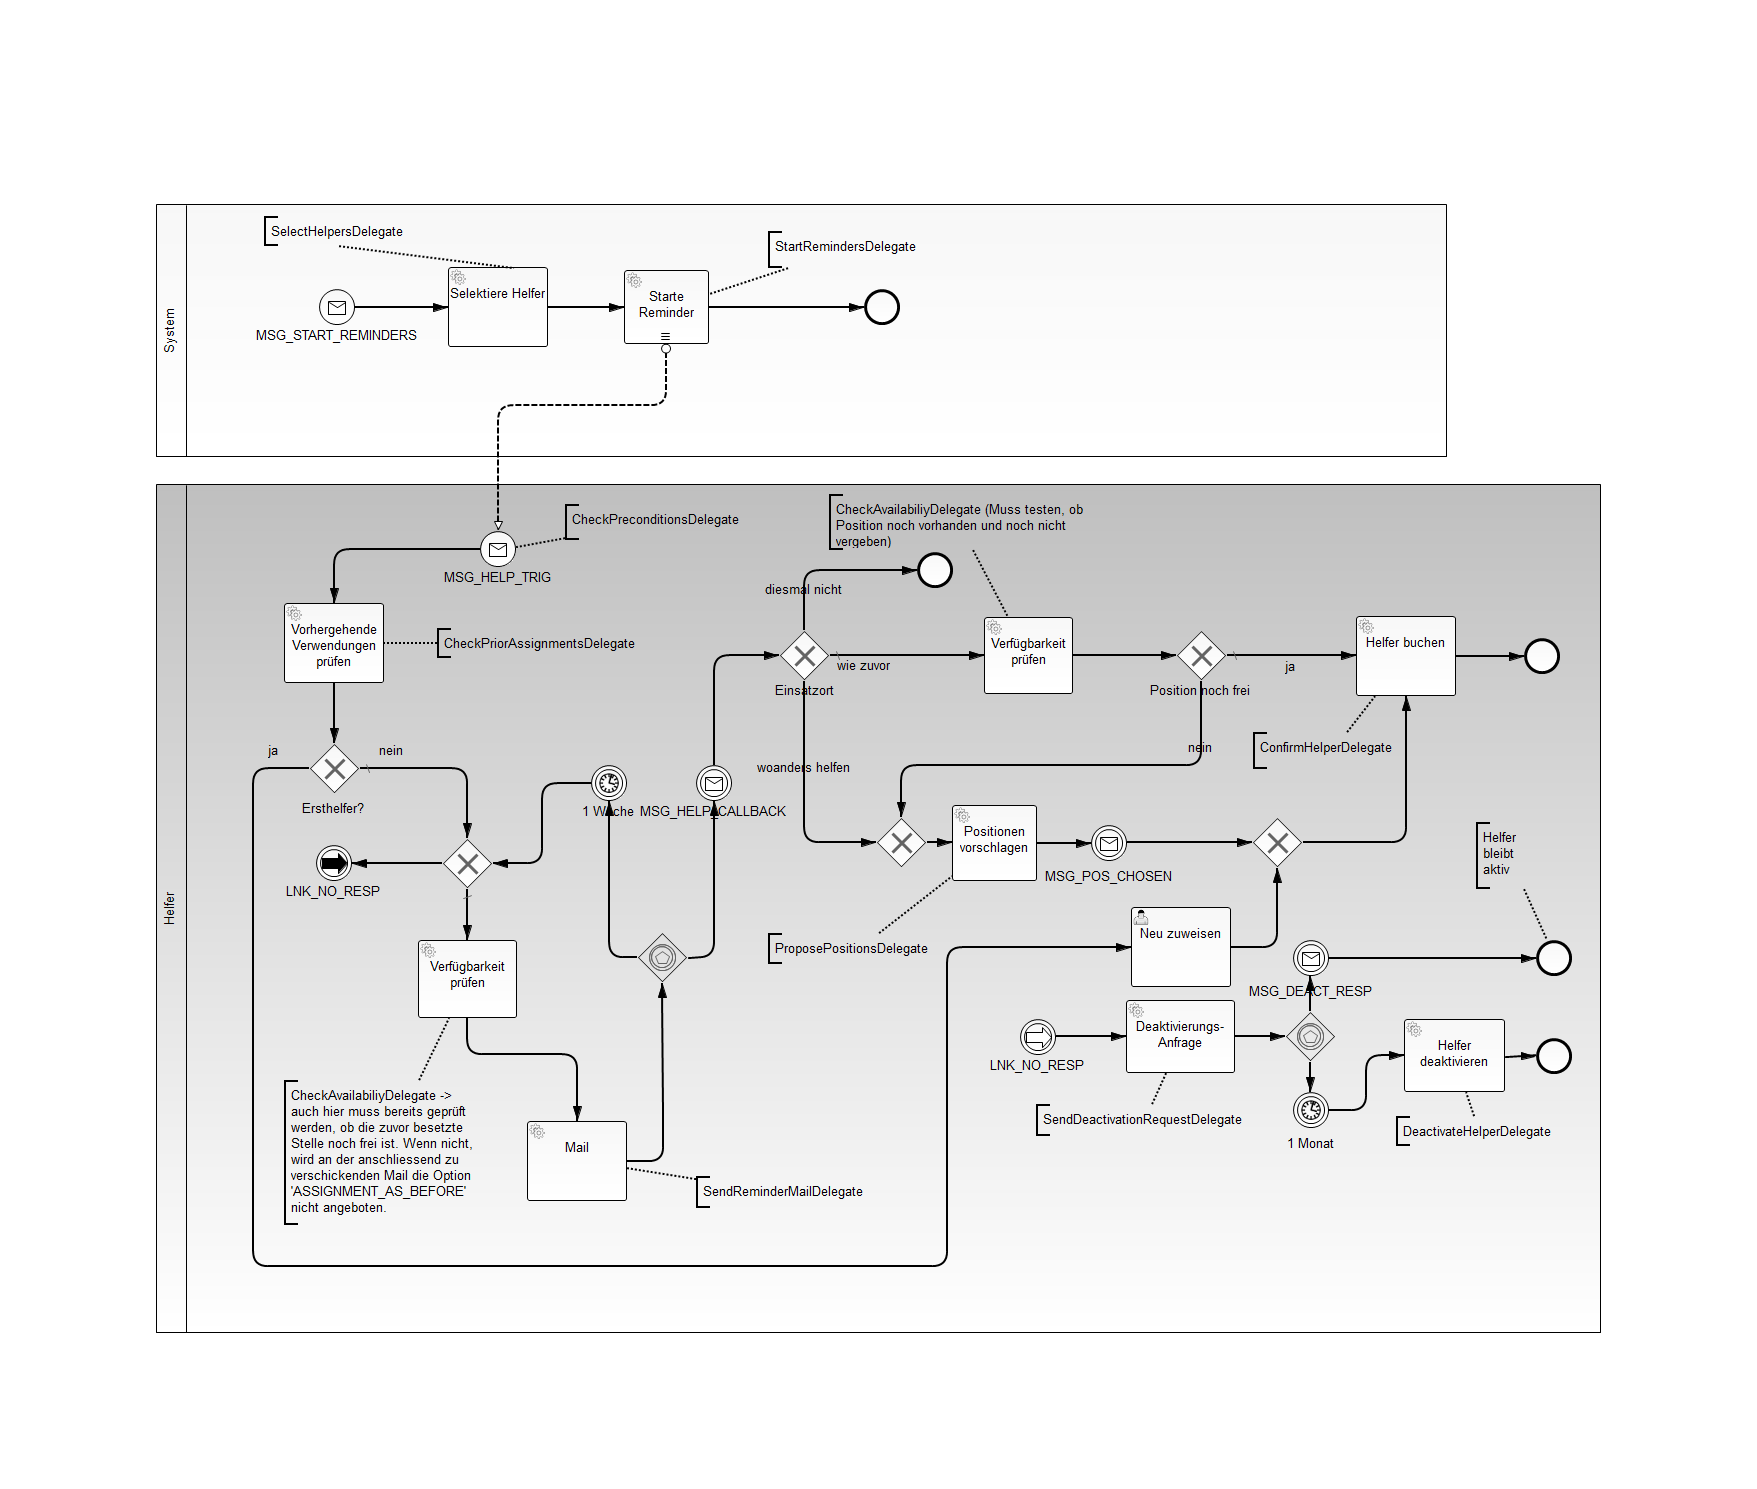 System
SelectHelpersDelegate
StartRemindersDelegate
Selektiere Helfer
Starte
Reminder
MSG_START_REMINDERS
Helfer
CheckPreconditionsDelegate
MSG_HELP_TRIG
CheckAvailabiliyDelegate (Muss testen, ob
Position noch vorhanden und noch nicht
vergeben)
diesmal nicht
Vorhergehende
Verwendungen
prüfen
CheckPriorAssignmentsDelegate
Verfügbarkeit
prüfen
Helfer buchen
wie zuvor
ja
Einsatzort
Position noch frei
ja
nein
nein
ConfirmHelperDelegate
woanders helfen
Ersthelfer?
1 Woche
MSG_HELP_CALLBACK
Positionen
vorschlagen
Helfer
bleibt
aktiv
MSG_POS_CHOSEN
LNK_NO_RESP
Neu zuweisen
ProposePositionsDelegate
Verfügbarkeit
prüfen
MSG_DEACT_RESP
Deaktivierungs-
Anfrage
Helfer
deaktivieren
LNK_NO_RESP
SendDeactivationRequestDelegate
1 Monat
DeactivateHelperDelegate
CheckAvailabiliyDelegate ->
auch hier muss bereits geprüft
werden, ob die zuvor besetzte
Stelle noch frei ist. Wenn nicht,
wird an der anschliessend zu
verschickenden Mail die Option
'ASSIGNMENT_AS_BEFORE'
nicht angeboten.
Mail
SendReminderMailDelegate